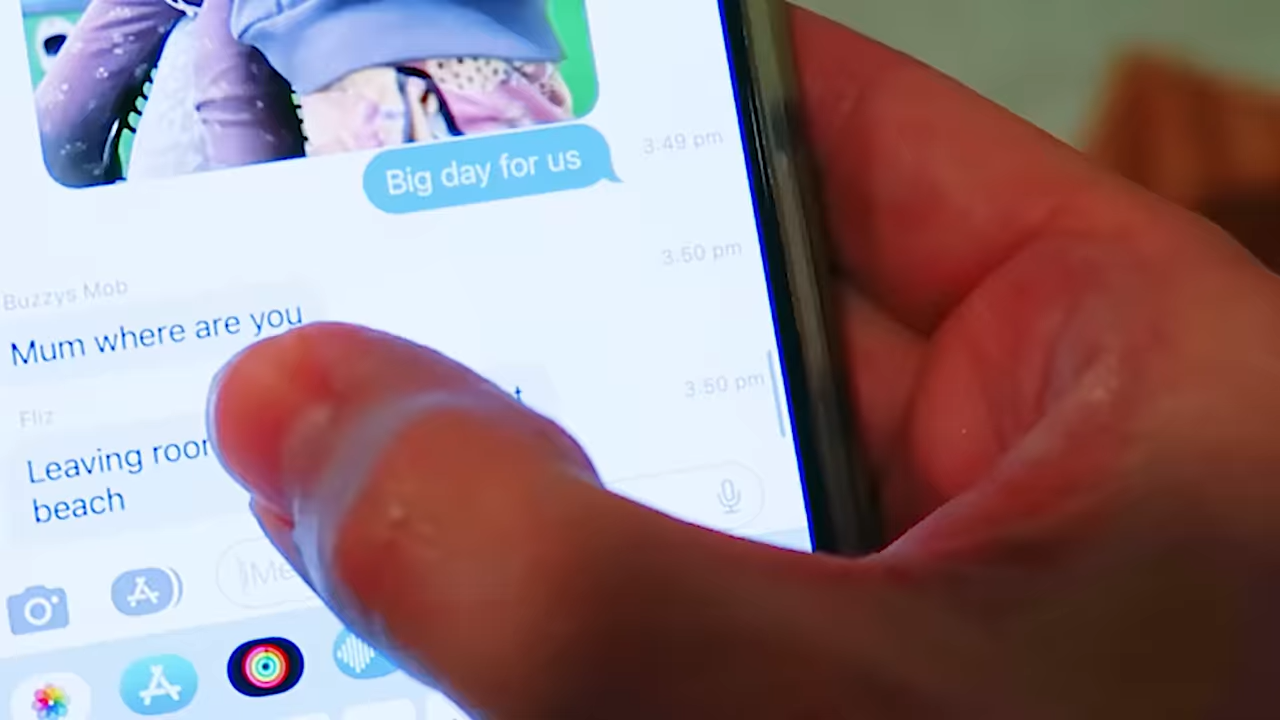 Big day for us
3:49 pm
3:50 pm
Buzzys Mob
Mum where are you
3:50 pm
Fliz
Leaving
beach